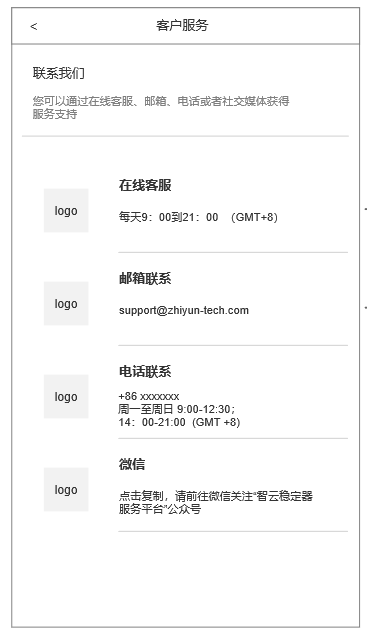 <
客户服务
联系我们
您可以通过在线客服、邮箱、电话或者社交媒体获得
服务支持
logo
在线客服
每天9：00到21：00 （GMT+8）
logo
邮箱联系
support@zhiyun-tech.com
logo
电话联系
+86 xxxxxxx
周一至周日 9:00-12:30；
14：00-21:00（GMT +8)
logo
微信
点击复制，请前往微信关注“智云稳定器
服务平台”公众号